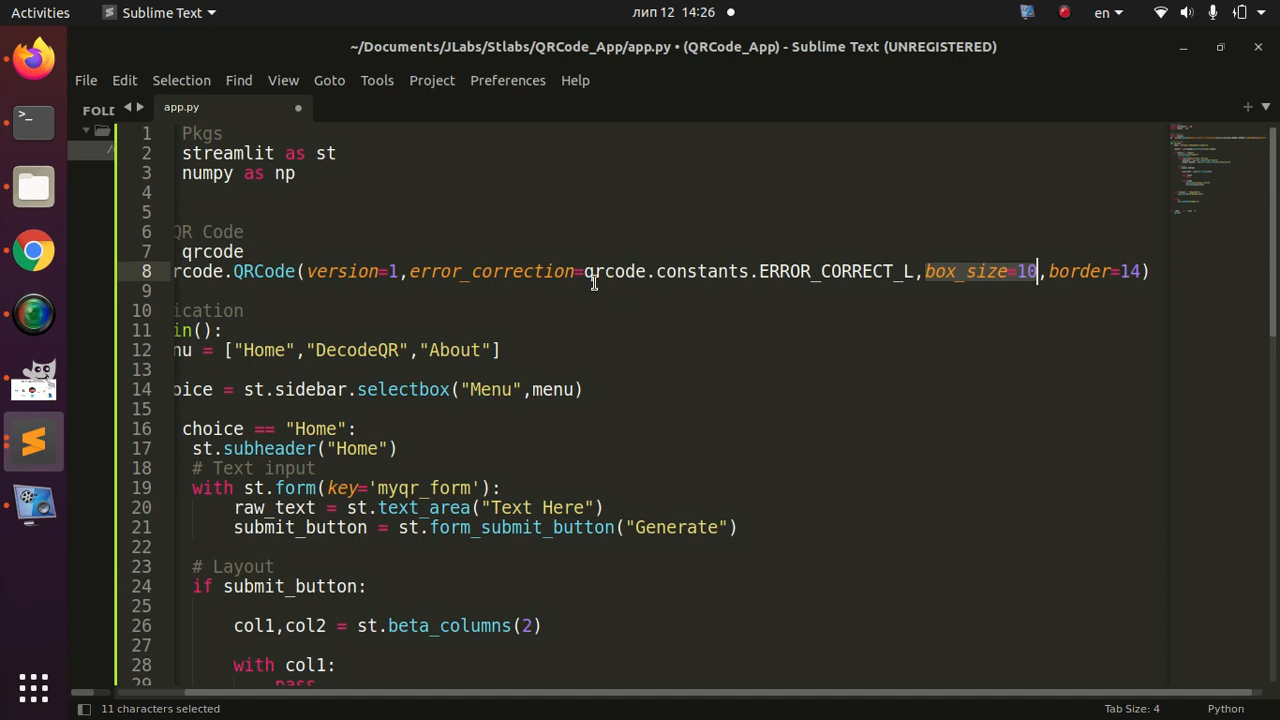 Activities
Sublime Text
лип 12 14:26
en
~/Documents/JLabs/Stlabs/QRCode_App/app.py • (QRCode_App) - Sublime Text (UNREGISTERED)
File Edit Selection Find Goto Tools Project Preferences Help
FOLD
app.py
1 Pkgs
2 streamlit as st
3 numpy as np
4
5
6 QR Code
7 qrcode
8 rcode.QRCode(version=1,error_correction=qrcode.constants.ERROR_CORRECT_L,box_size=10,border=14)
9
10 ication
11 in():
12 nu = ["Home","DecodeQR","About"]
13
14 oice = st.sidebar.selectbox("Menu",menu)
15
16 choice == "Home":
17 st.subheader("Home")
18 # Text input
19 with st.form(key='myqr_form'):
20 raw_text = st.text_area("Text Here")
21 submit_button = st.form_submit_button("Generate")
22
23 # Layout
24 if submit_button:
25
26 col1,col2 = st.beta_columns(2)
27
28 with col1:
29 pass
11 characters selected
Tab Size: 4
Python